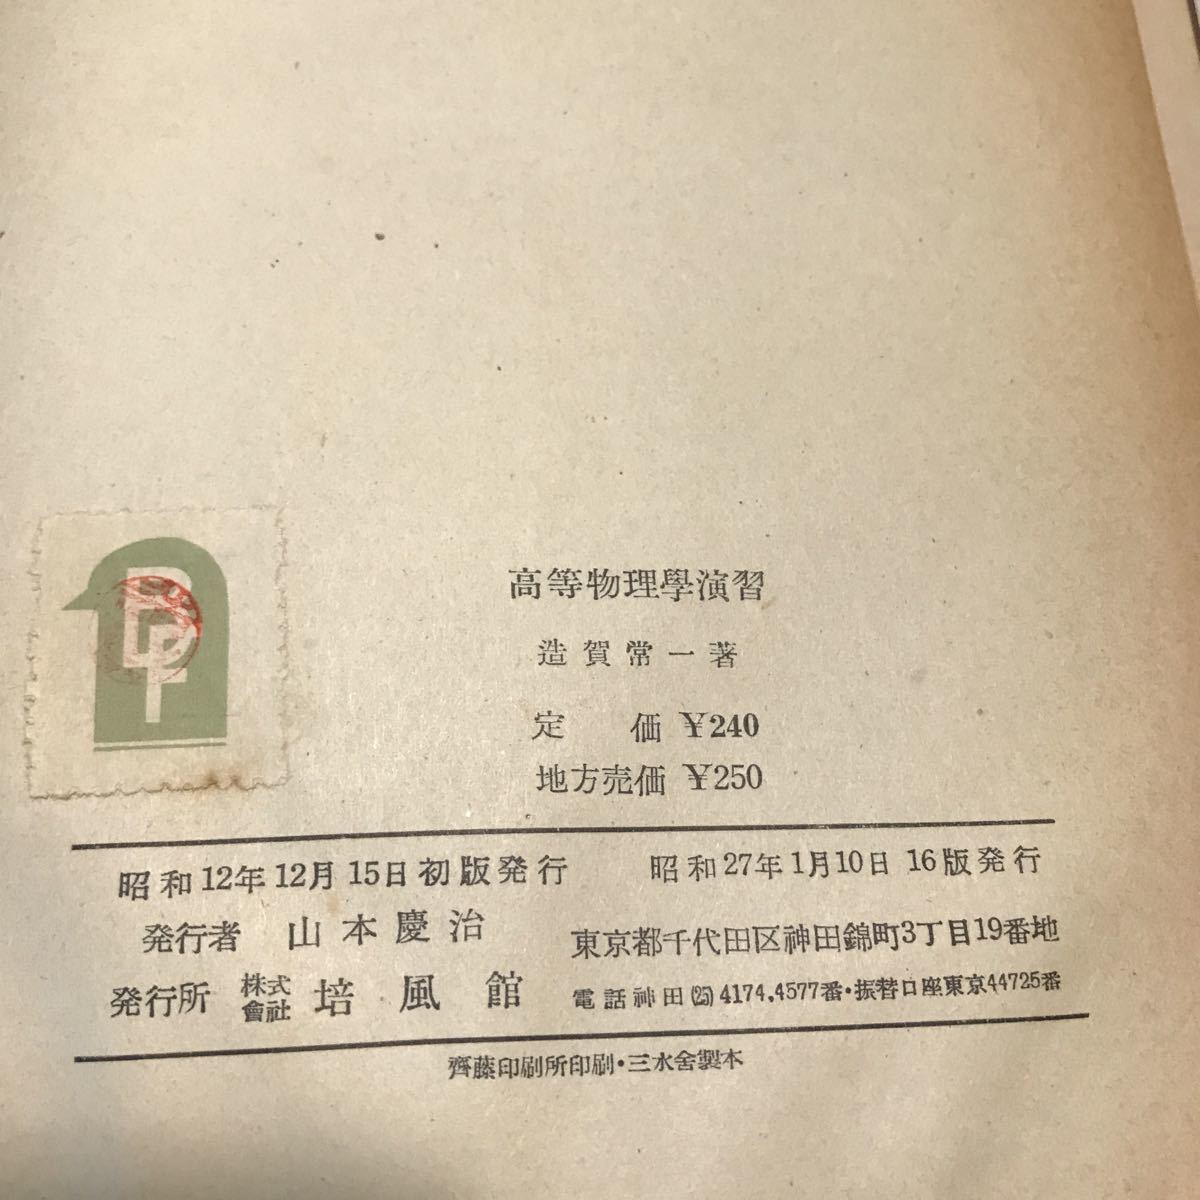 高等物理學演習
造賀常一著
定 価 ¥240
地方売価 ¥250
昭和12年12月15日初版発行 昭和27年1月10日 16版発行
発行者 山本慶治 東京都千代田区神田錦町3丁目19番地
発行所 株式會社 培風館 電話神田(25)4174,4577番・振替口座東京44725番
齊藤印刷所印刷・三水舍製本